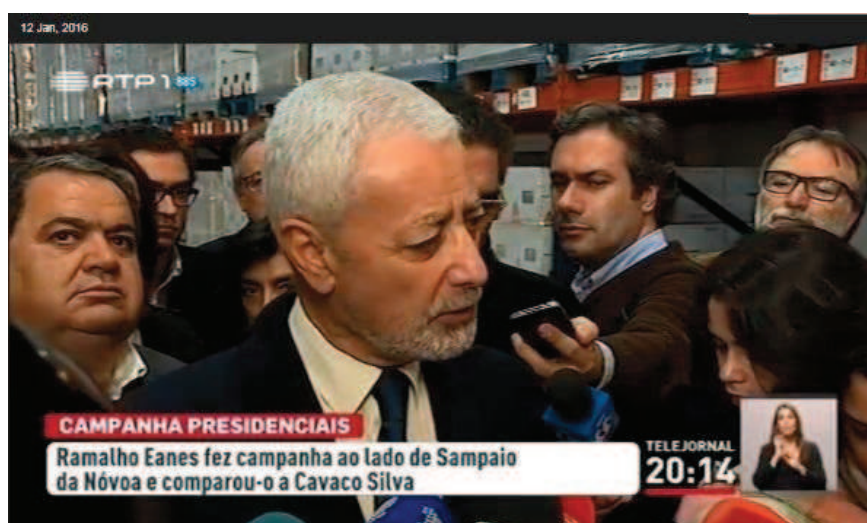 12 Jan, 2016
RTP 1
CAMPANHA PRESIDENCIAIS
Ramalho Eanes fez campanha ao lado de Sampaio
da Nóvoa e comparou-o a Cavaco Silva
TELEJORNAL
20:14